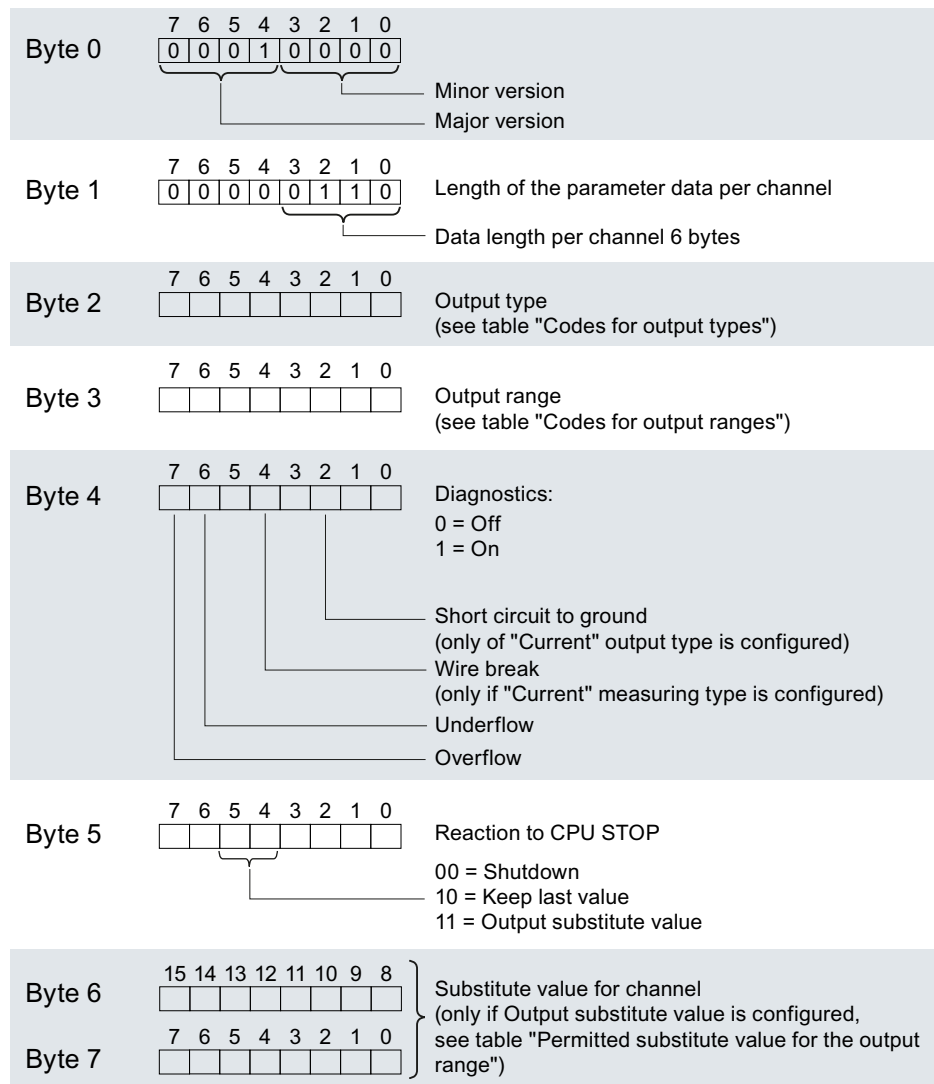 7 6 5 4 3 2 1 0
Byte 0
0 0 0 1 0 0 0 0
Minor version
Major version
7 6 5 4 3 2 1 0
Byte 1
0 0 0 0 0 1 1 0
Length of the parameter data per channel
Data length per channel 6 bytes
7 6 5 4 3 2 1 0
Byte 2
Output type
(see table "Codes for output types")
7 6 5 4 3 2 1 0
Byte 3
Output range
(see table "Codes for output ranges")
7 6 5 4 3 2 1 0
Byte 4
Diagnostics:
0 = Off
1 = On
Short circuit to ground
(only of "Current" output type is configured)
Wire break
(only if "Current" measuring type is configured)
Underflow
Overflow
7 6 5 4 3 2 1 0
Byte 5
Reaction to CPU STOP
00 = Shutdown
10 = Keep last value
11 = Output substitute value
15 14 13 12 11 10 9 8
Byte 6
7 6 5 4 3 2 1 0
Byte 7
Substitute value for channel
(only if Output substitute value is configured,
see table "Permitted substitute value for the output
range")